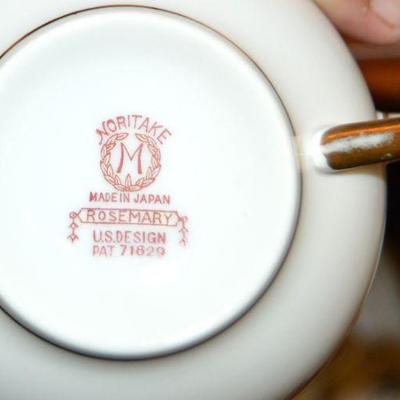 NORITAKE
M
MADE IN JAPAN
ROSEMARY
U.S. DESIGN
PAT 71629